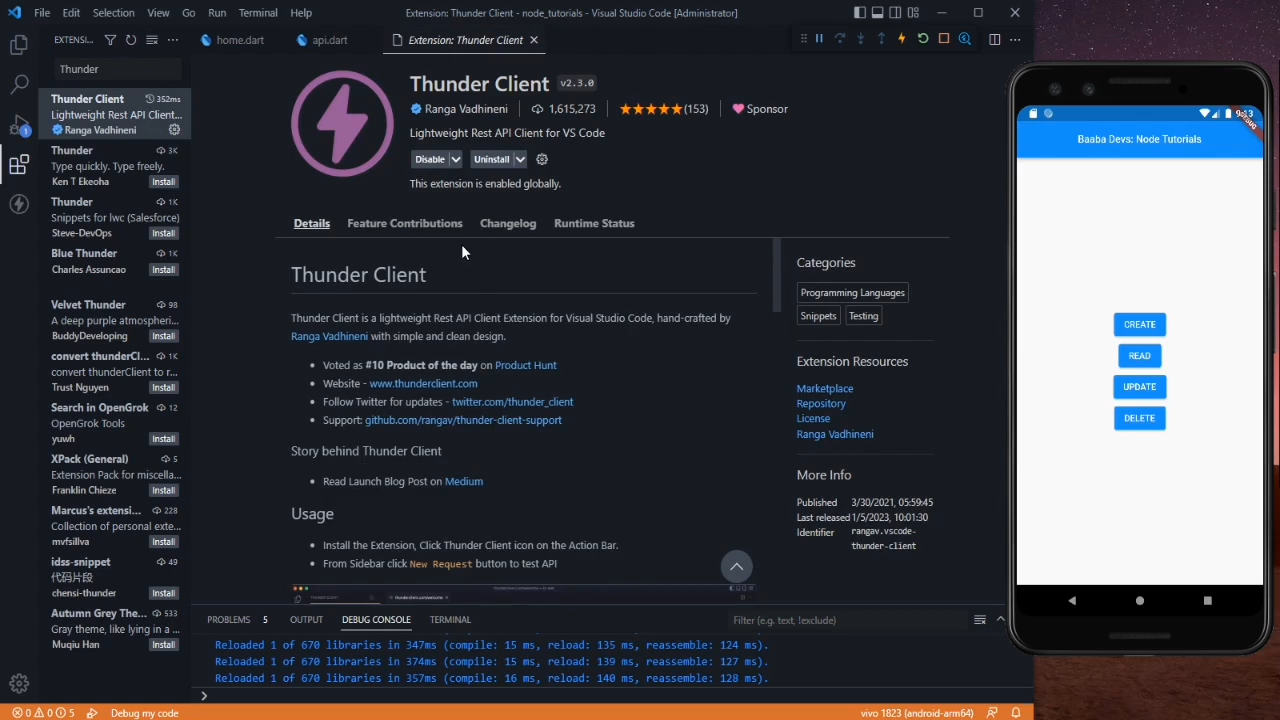 File Edit Selection View Go Run Terminal Help
Extension: Thunder Client - node_tutorials - Visual Studio Code [Administrator]
EXTENSI...
home.dart
api.dart
Extension: Thunder Client
Thunder
Thunder Client 352ms
Lightweight Rest API Client...
Ranga Vadhineni
Thunder 3K
Type quickly. Type freely.
Ken T Ekeoha Install
Thunder 1K
Snippets for lwc (Salesforce)
Steve-DevOps Install
Blue Thunder
Charles Assuncao Install
Velvet Thunder 98
A deep purple atmospheri...
BuddyDeveloping Install
convert thunderCl... 1K
convert thunderClient to r...
Trust Nguyen Install
Search in OpenGrok 12
OpenGrok Tools
yuwh Install
XPack (General) 5
Extension Pack for miscella...
Franklin Chieze Install
Marcus's extensi... 228
Collection of personal exte...
mvfsillva Install
idss-snippet 49
代码片段
chensi-thunder Install
Autumn Grey The... 533
Gray theme, like lying in a ...
Muqiu Han Install
1
Thunder Client v2.3.0
Ranga Vadhineni 1,615,273 (153) Sponsor
Lightweight Rest API Client for VS Code
Disable Uninstall
This extension is enabled globally.
Details Feature Contributions Changelog Runtime Status
Thunder Client
Thunder Client is a lightweight Rest API Client Extension for Visual Studio Code, hand-crafted by
Ranga Vadhineni with simple and clean design.
Voted as #10 Product of the day on Product Hunt
Website - www.thunderclient.com
Follow Twitter for updates - twitter.com/thunder_client
Support: github.com/rangav/thunder-client-support
Story behind Thunder Client
Read Launch Blog Post on Medium
Usage
Install the Extension, Click Thunder Client icon on the Action Bar.
From Sidebar click New Request button to test API
Categories
Programming Languages
Snippets Testing
Extension Resources
Marketplace
Repository
License
Ranga Vadhineni
More Info
Published 3/30/2021, 05:59:45
Last released 1/5/2023, 10:01:30
Identifier rangav.vscode-
thunder-client
PROBLEMS 5 OUTPUT DEBUG CONSOLE TERMINAL
Filter (e.g. text, !exclude)
Reloaded 1 of 670 libraries in 347ms (compile: 15 ms, reload: 135 ms, reassemble: 124 ms).
Reloaded 1 of 670 libraries in 374ms (compile: 15 ms, reload: 139 ms, reassemble: 127 ms).
Reloaded 1 of 670 libraries in 357ms (compile: 16 ms, reload: 140 ms, reassemble: 128 ms).
0 0 5 Debug my code
vivo 1823 (android-arm64)
Baaba Devs: Node Tutorials
CREATE
READ
UPDATE
DELETE